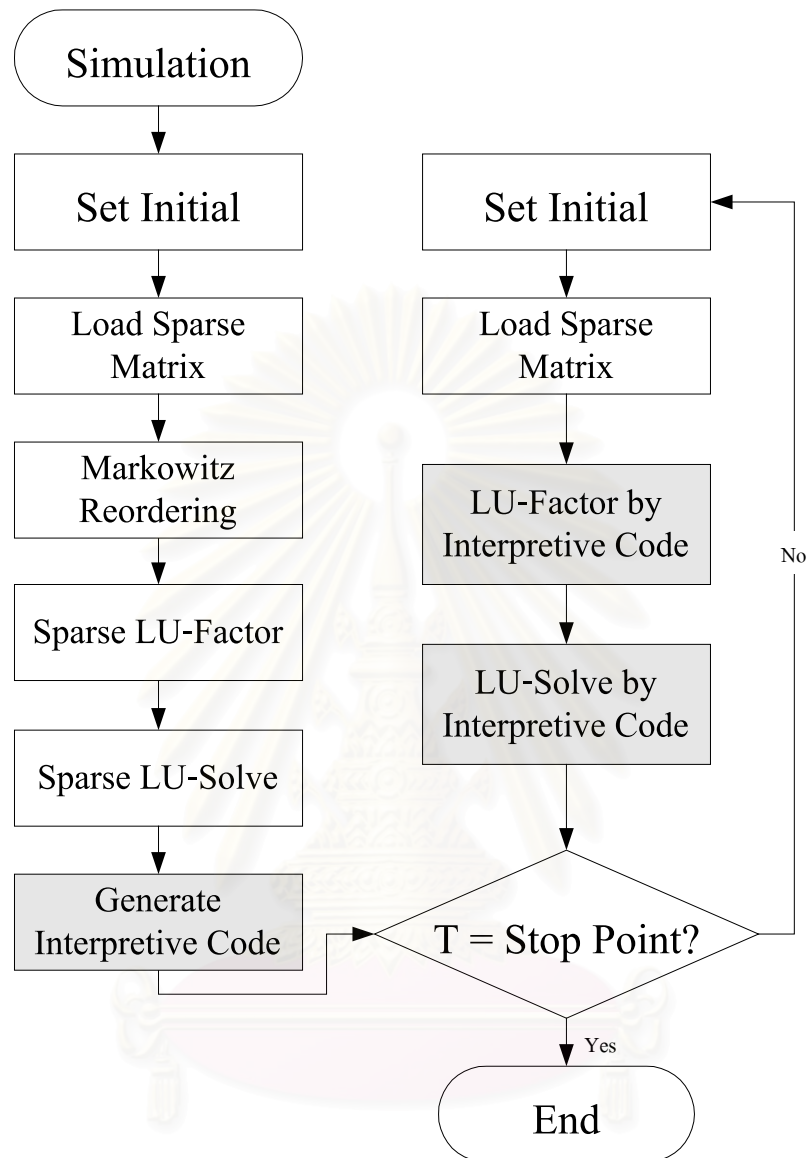 Simulation
Set Initial
Load Sparse
Matrix
Markowitz
Reordering
Sparse LU-Factor
Sparse LU-Solve
Generate
Interpretive Code
Set Initial
Load Sparse
Matrix
LU-Factor by
Interpretive Code
LU-Solve by
Interpretive Code
T = Stop Point?
No
Yes
End